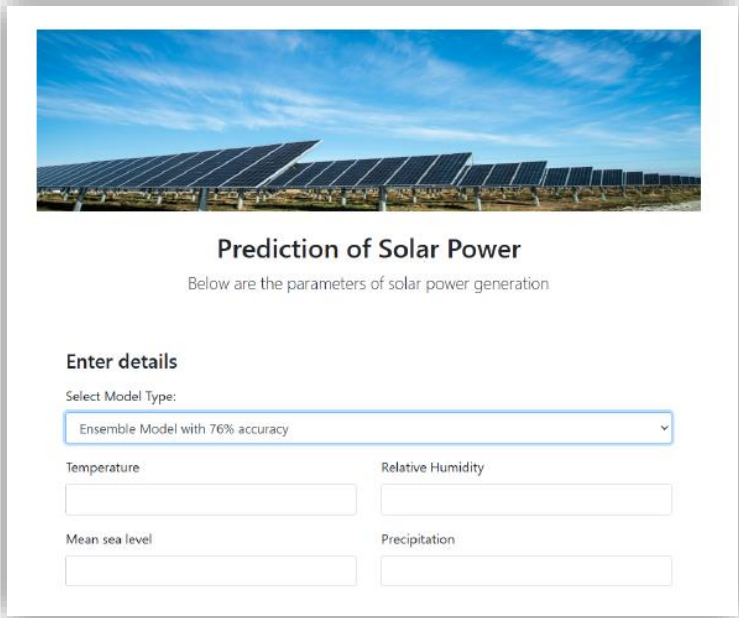 Prediction of Solar Power
Below are the parameters of solar power generation
Enter details
Select Model Type:
Ensemble Model with 76% accuracy
Temperature
Relative Humidity
Mean sea level
Precipitation